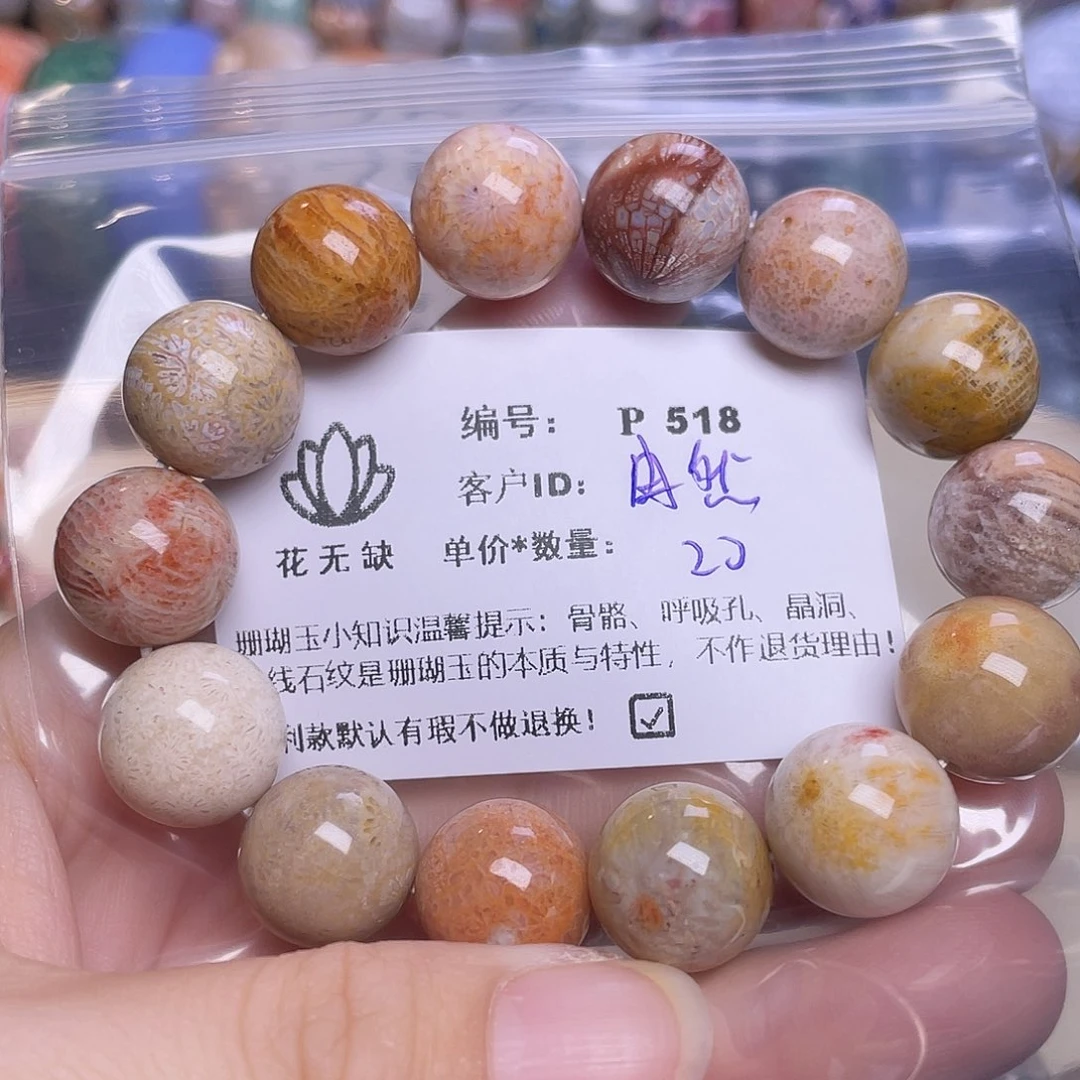 编号： P 518
客户ID： 自然
花无缺
单价*数量： 20
珊瑚玉小知识温馨提示：骨骼、呼吸孔、晶洞、
线石纹是珊瑚玉的本质与特性，不作退货理由！
利款默认有瑕不做退换！